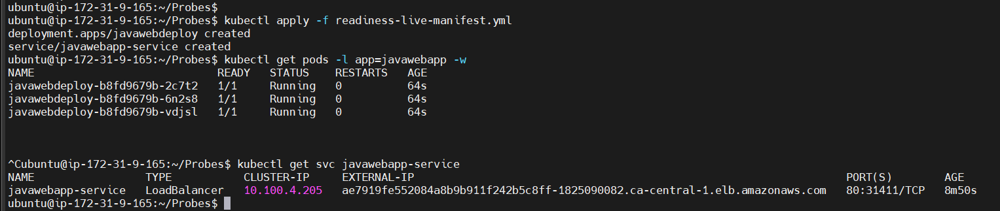 ubuntu@ip-172-31-9-165:~/Probes$
ubuntu@ip-172-31-9-165:~/Probes$ kubectl apply -f readiness-live-manifest.yml
deployment.apps/javawebdeploy created
service/javawebapp-service created
ubuntu@ip-172-31-9-165:~/Probes$ kubectl get pods -l app=javawebapp -w
NAME READY STATUS RESTARTS AGE
javawebdeploy-b8fd9679b-2c7t2 1/1 Running 0 64s
javawebdeploy-b8fd9679b-6n2s8 1/1 Running 0 64s
javawebdeploy-b8fd9679b-vdjsl 1/1 Running 0 64s
^Cubuntu@ip-172-31-9-165:~/Probes$ kubectl get svc javawebapp-service
NAME TYPE CLUSTER-IP EXTERNAL-IP PORT(S) AGE
javawebapp-service LoadBalancer 10.100.4.205 ae7919fe552084a8b9b911f242b5c8ff-1825090082.ca-central-1.elb.amazonaws.com 80:31411/TCP 8m50s
ubuntu@ip-172-31-9-165:~/Probes$